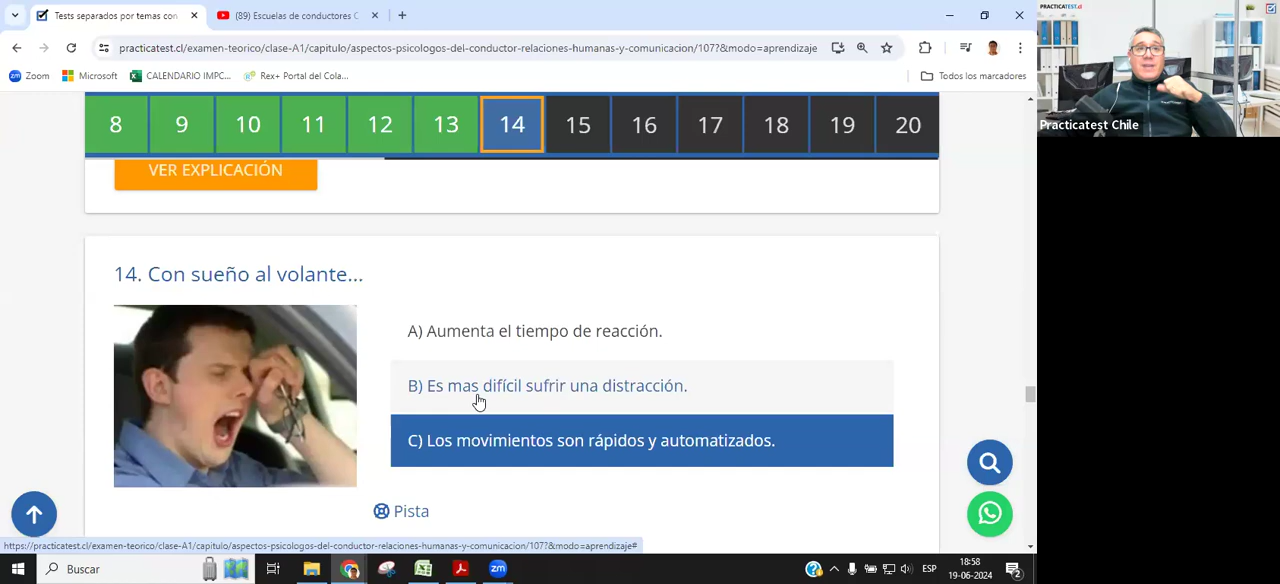 Tests separados por temas con
(89) Escuelas de conductores C
practicatest.cl/examen-teorico/clase-A1/capitulo/aspectos-psicologos-del-conductor-relaciones-humanas-y-comunicacion/107?&modo=aprendizaje
Zoom
Microsoft
CALENDARIO IMPC...
Rex+ Portal del Cola...
Todos los marcadores
PRACTICATEST.cl
Practicatest Chile
8 9 10 11 12 13 14 15 16 17 18 19 20
VER EXPLICACIÓN
14. Con sueño al volante...
A) Aumenta el tiempo de reacción.
B) Es mas difícil sufrir una distracción.
C) Los movimientos son rápidos y automatizados.
Pista
https://practicatest.cl/examen-teorico/clase-A1/capitulo/aspectos-psicologos-del-conductor-relaciones-humanas-y-comunicacion/107?&modo=aprendizaje#
Buscar
zm
ESP
18:58
19-06-2024
2